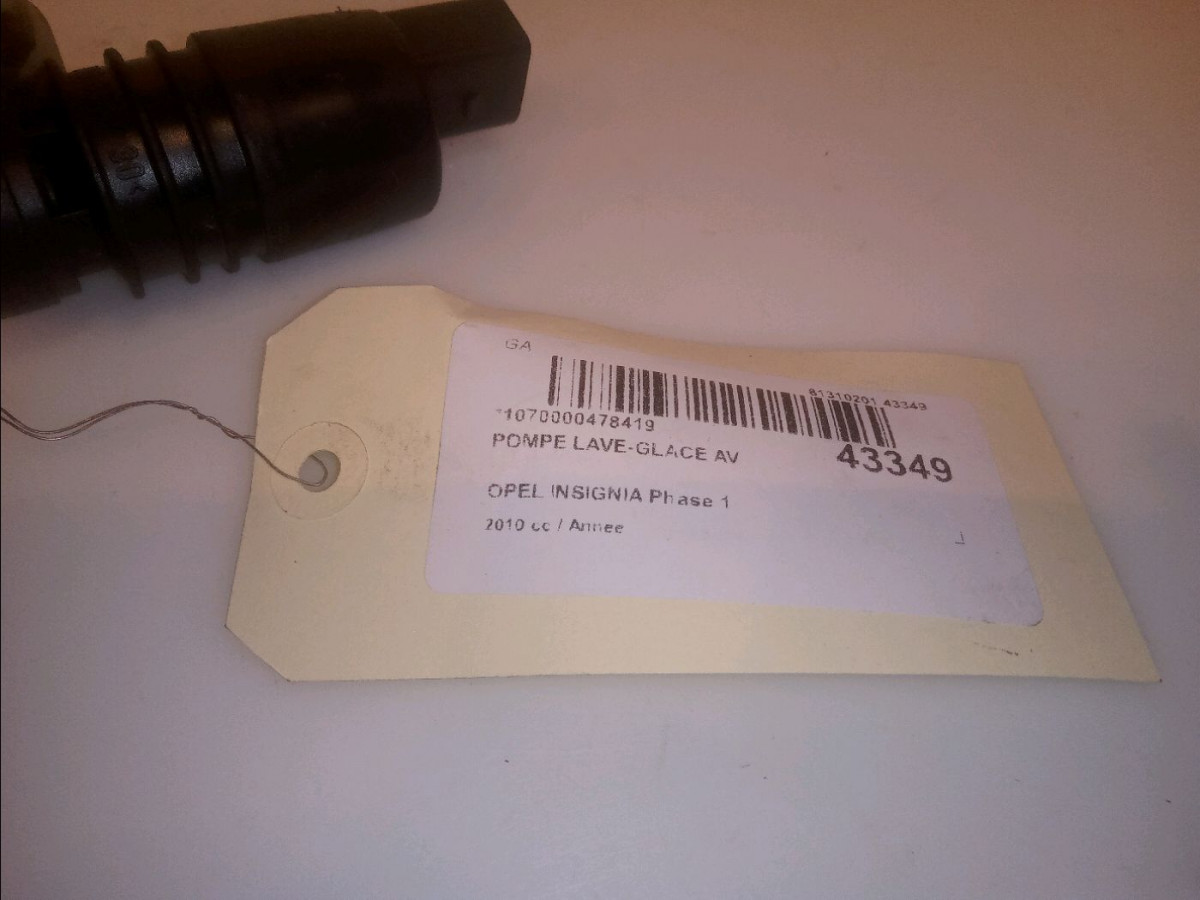 GA
81310201 43349
*1070000478419
POMPE LAVE-GLACE AV
43349
OPEL INSIGNIA Phase 1
2010 cc / Annee